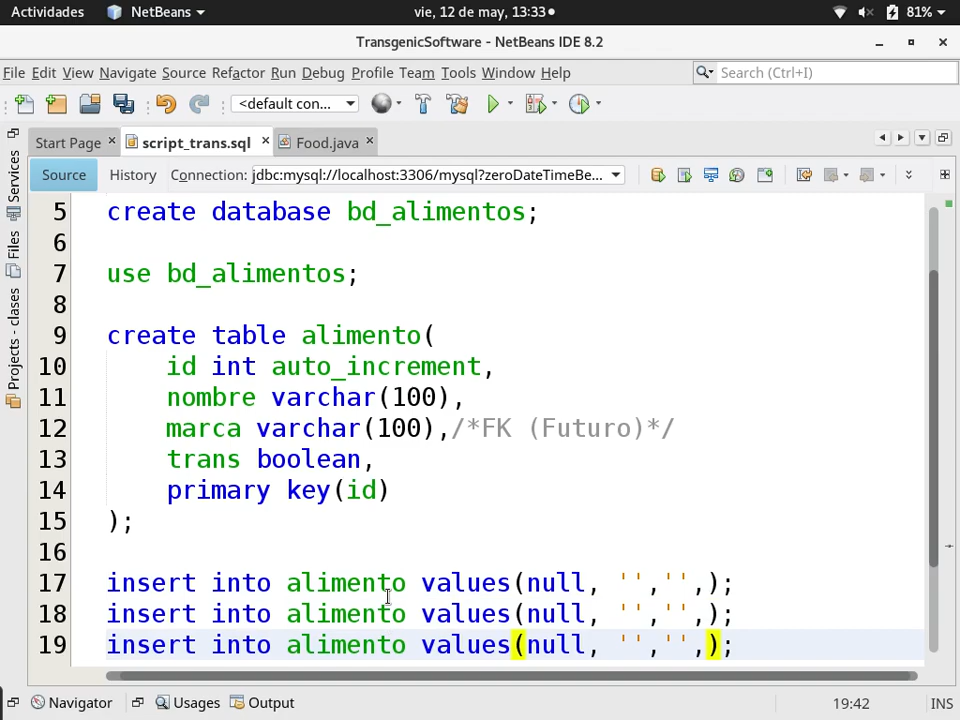 Actividades NetBeans vie, 12 de may, 13:33 81%
TransgenicSoftware - NetBeans IDE 8.2
File Edit View Navigate Source Refactor Run Debug Profile Team Tools Window Help Search (Ctrl+I)
<default con...
Start Page script_trans.sql Food.java
Source History Connection: jdbc:mysql://localhost:3306/mysql?zeroDateTimeBe...
Services
Files
Projects - clases
5 create database bd_alimentos;
6
7 use bd_alimentos;
8
9 create table alimento(
10 id int auto_increment,
11 nombre varchar(100),
12 marca varchar(100),/*FK (Futuro)*/
13 trans boolean,
14 primary key(id)
15 );
16
17 insert into alimento values(null, '','',);
18 insert into alimento values(null, '','',);
19 insert into alimento values(null, '','',);
Navigator Usages Output 19:42 INS